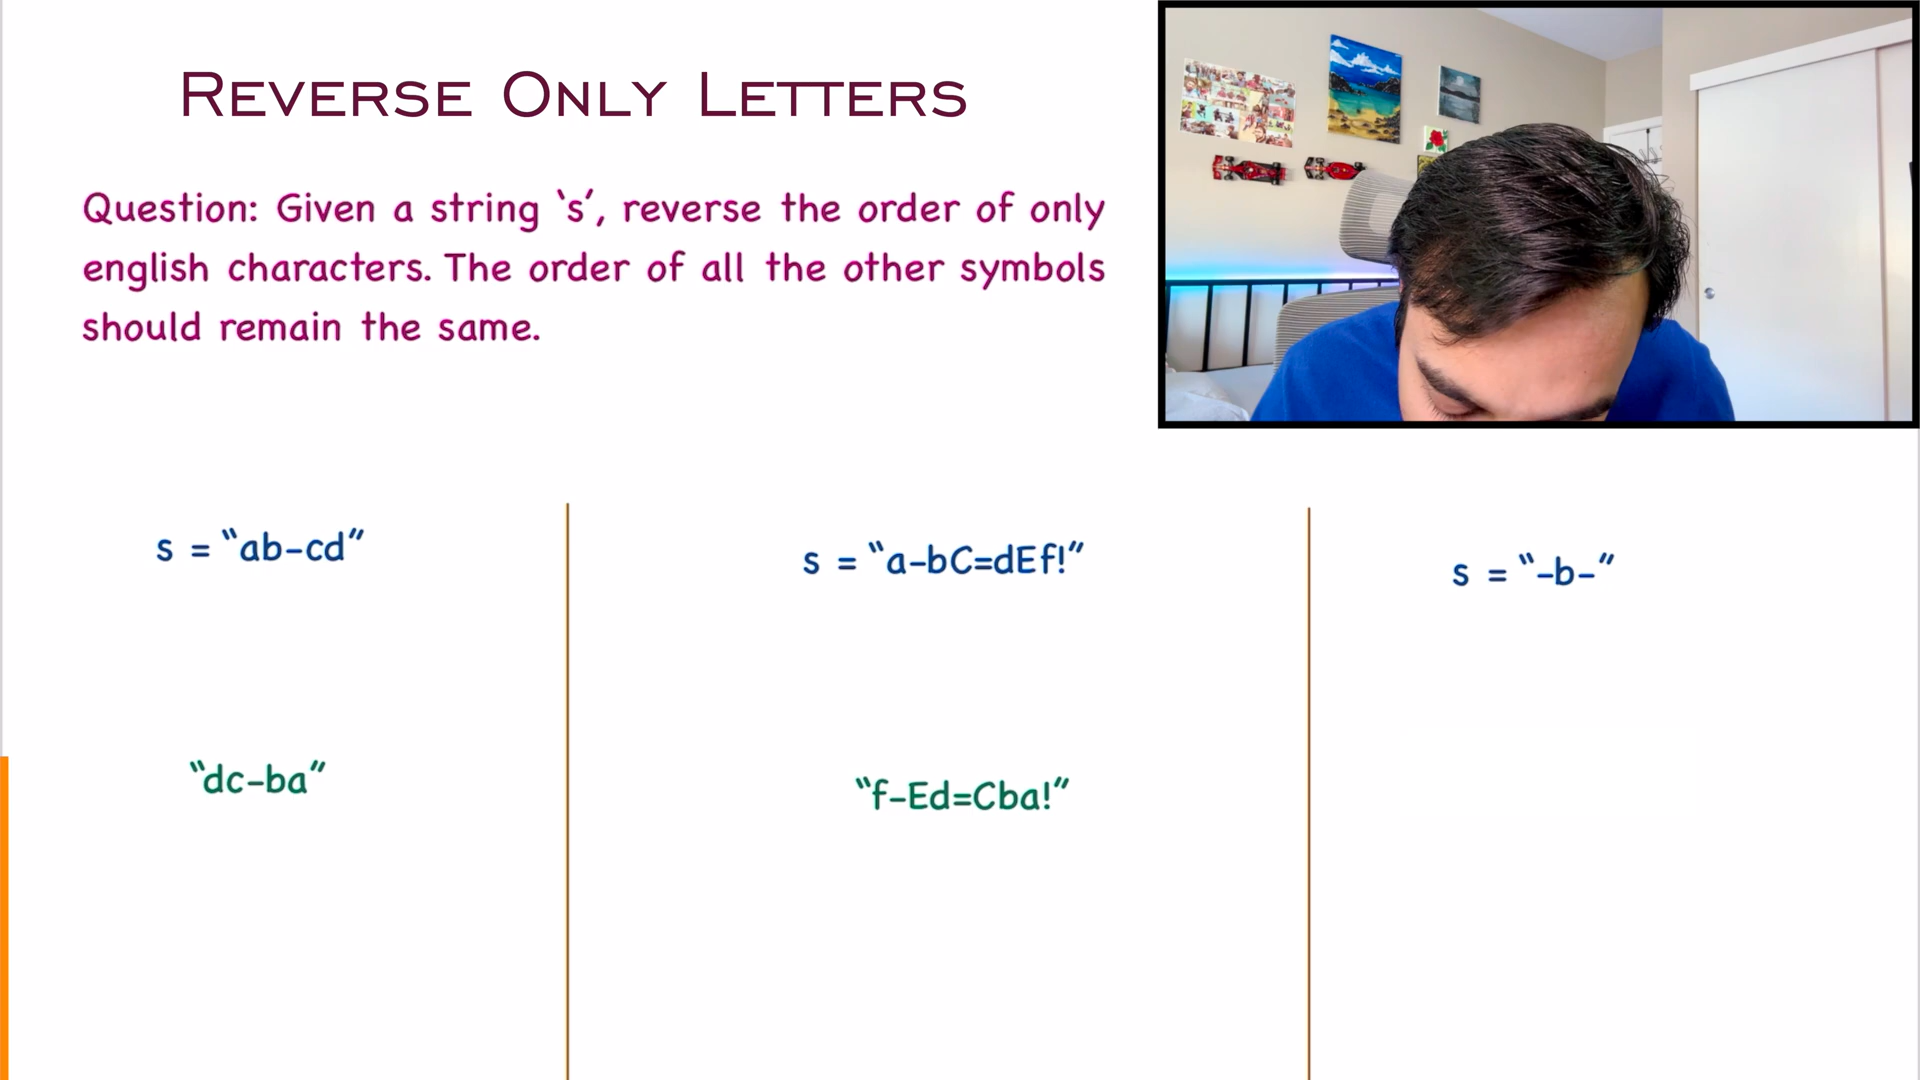 Reverse Only Letters
Question: Given a string ‘s’, reverse the order of only
english characters. The order of all the other symbols
should remain the same.
s = “ab-cd”
s = “a-bC=dEf!”
s = “-b-”
“dc-ba”
“f-Ed=Cba!”